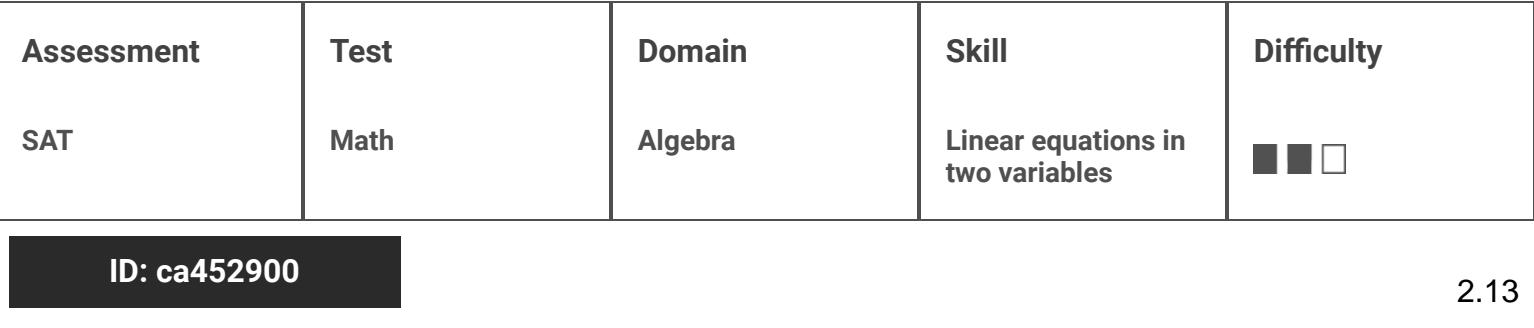 Assessment
Test
Domain
Skill
Difficulty
SAT
Math
Algebra
Linear equations in
two variables
ID: ca452900
2.13